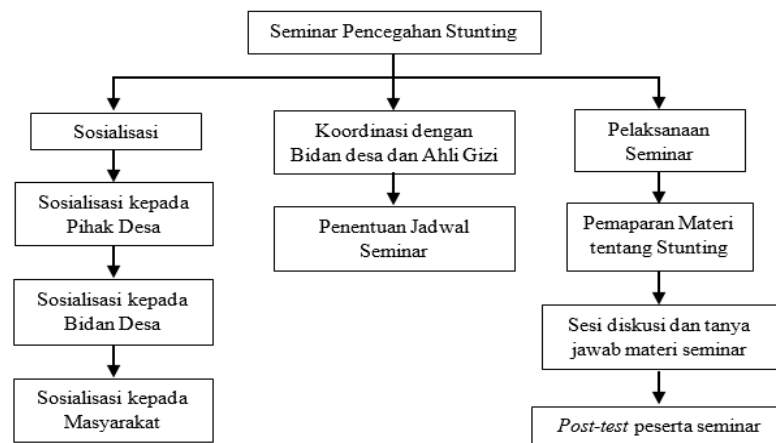 Seminar Pencegahan Stunting
Sosialisasi
Sosialisasi kepada
Pihak Desa
Sosialisasi kepada
Bidan Desa
Sosialisasi kepada
Masyarakat
Koordinasi dengan
Bidan desa dan Ahli Gizi
Penentuan Jadwal
Seminar
Pelaksanaan
Seminar
Pemaparan Materi
tentang Stunting
Sesi diskusi dan tanya
jawab materi seminar
Post-test peserta seminar